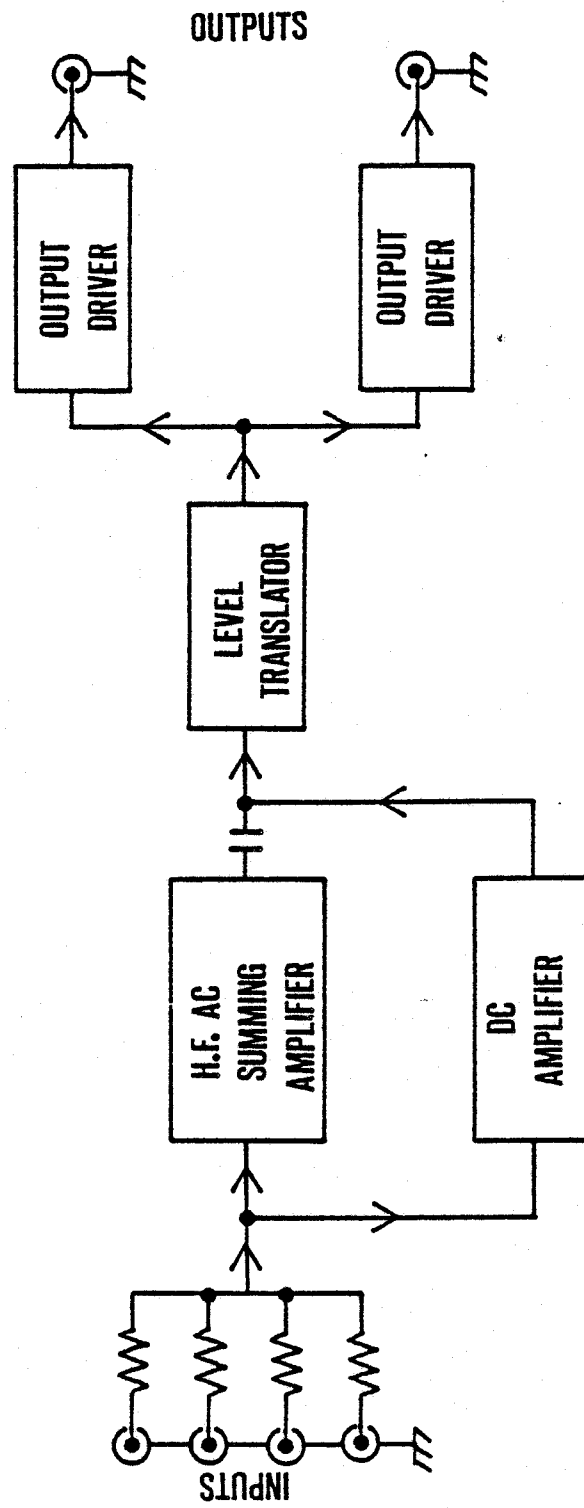 INPUTS
H.F. AC
SUMMING
AMPLIFIER
DC
AMPLIFIER
LEVEL
TRANSLATOR
OUTPUT
DRIVER
OUTPUT
DRIVER
OUTPUTS